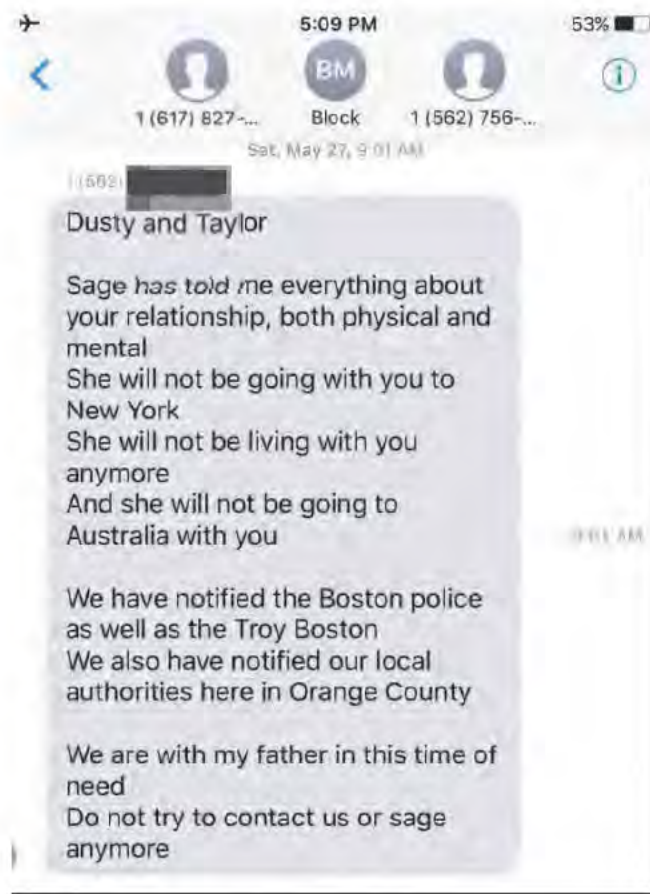 5:09 PM
53%
BM
1 (617) 827-...
Block
1 (562) 756-...
Sat, May 27, 9:01 AM
1 (562)
Dusty and Taylor
Sage has told me everything about
your relationship, both physical and
mental
She will not be going with you to
New York
She will not be living with you
anymore
And she will not be going to
Australia with you
9:01 AM
We have notified the Boston police
as well as the Troy Boston
We also have notified our local
authorities here in Orange County
We are with my father in this time of
need
Do not try to contact us or sage
anymore